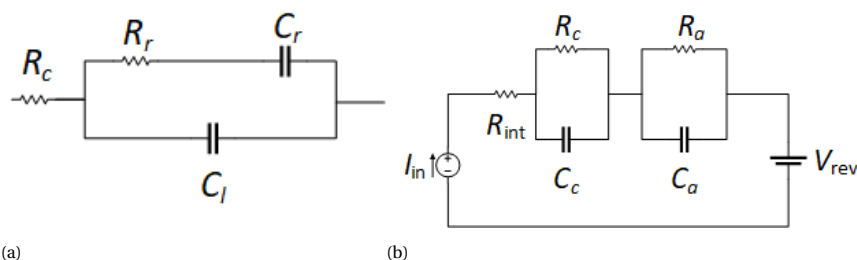 R_r
C_r
R_c
C_l
(a)
R_c
R_a
R_int
I_in
+
−
C_c
C_a
V_rev
(b)